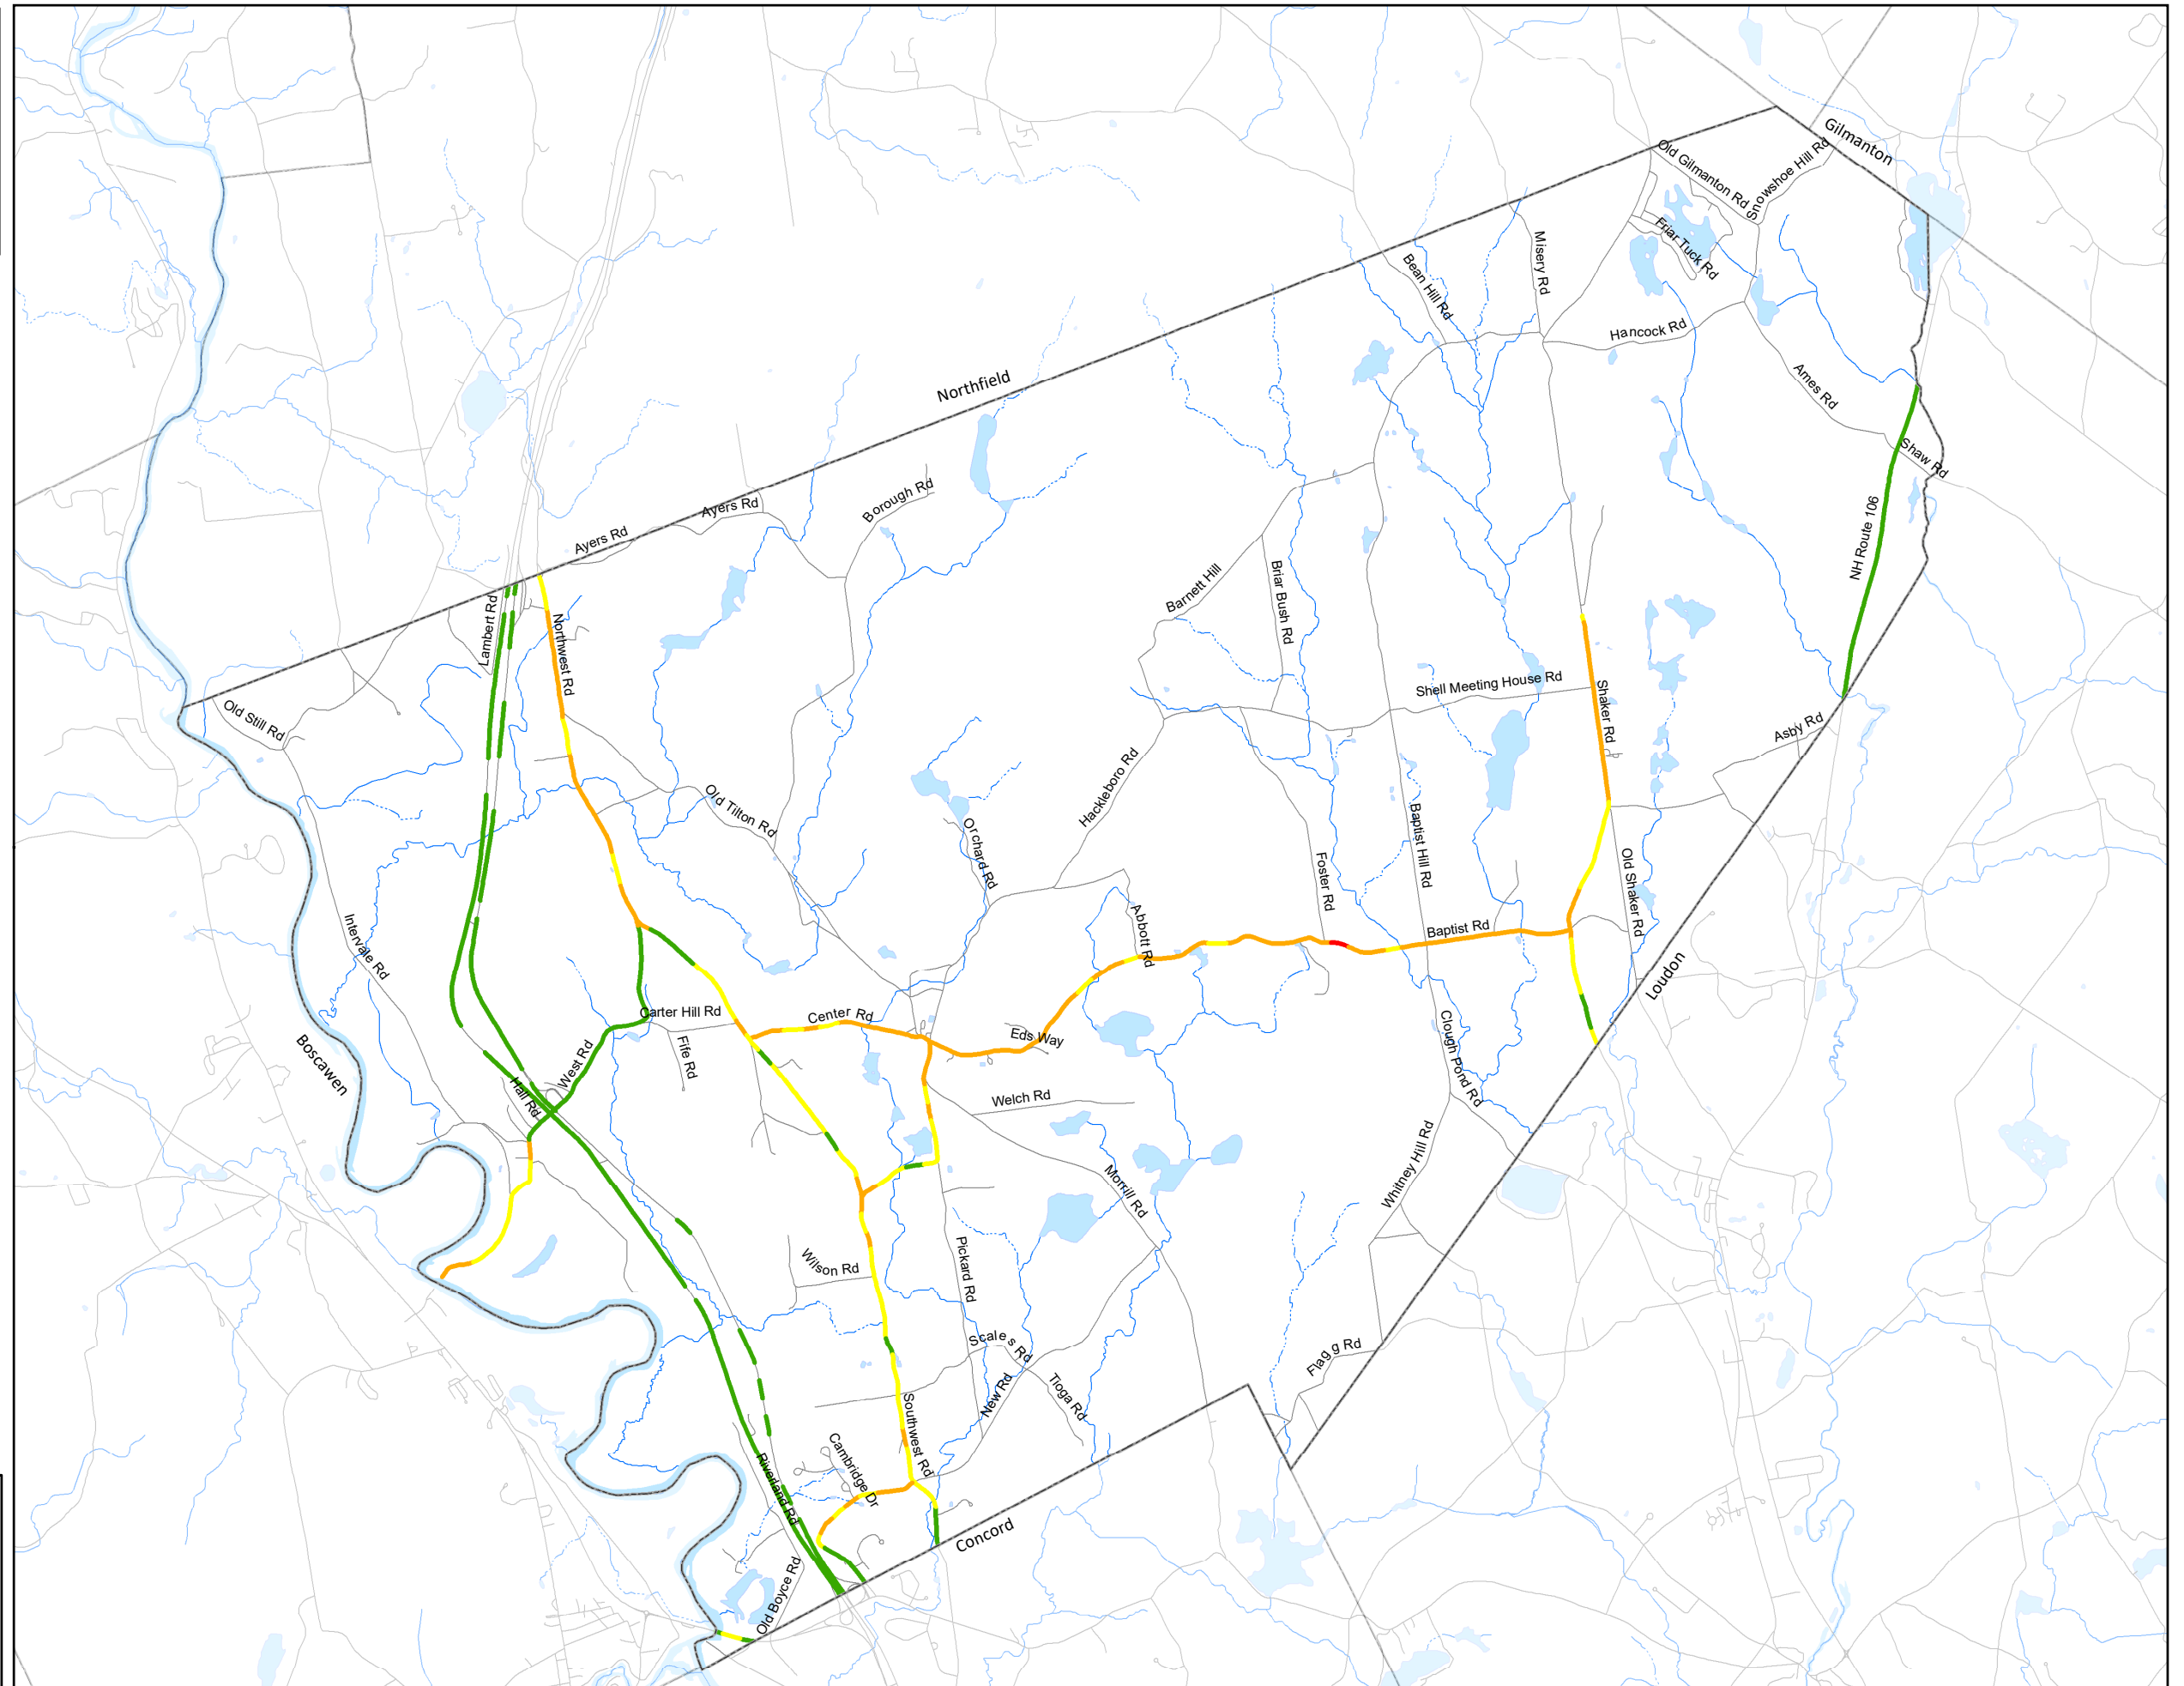 Gilmanton
Old Gilmanton Rd
Snowshoe Hill Rd
Friar Tuck Rd
Misery Rd
Bean Hill Rd
Hancock Rd
Ames Rd
Northfield
Shaw Rd
Borough Rd
Ayers Rd
Ayers Rd
NH Route 106
Lambert Rd
Northwest Rd
Barnett Hill
Briar Bush Rd
Shell Meeting House Rd
Shaker Rd
Old Still Rd
Asby Rd
Hackleboro Rd
Old Tilton Rd
Orchard Rd
Baptist Hill Rd
Foster Rd
Old Shaker Rd
Abbott Rd
Baptist Rd
Intervale Rd
Loudon
Carter Hill Rd
Center Rd
Eds Way
Boscawen
Fife Rd
West Rd
Hall Rd
Clough Pond Rd
Welch Rd
Whitney Hill Rd
Morrill Rd
Pickard Rd
Wilson Rd
Scales Rd
Flagg Rd
New Rd
Tioga Rd
Southwest Rd
Cambridge Dr
Riverland Rd
Concord
Old Boyce Rd